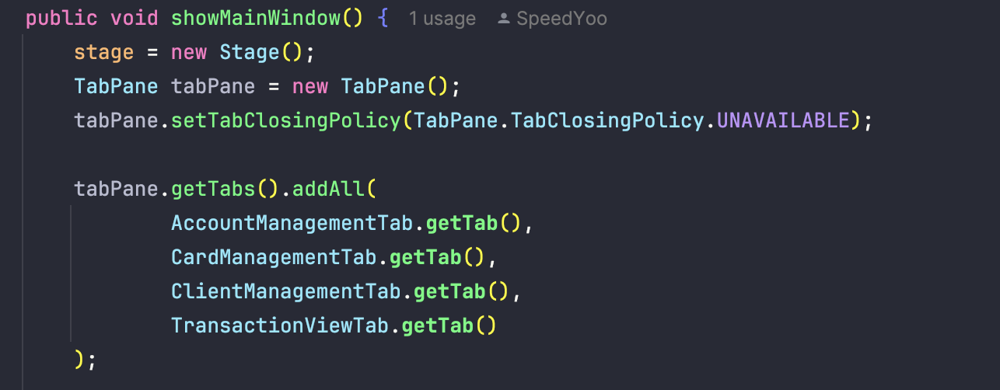 public void showMainWindow() { 1 usage SpeedYoo
stage = new Stage();
TabPane tabPane = new TabPane();
tabPane.setTabClosingPolicy(TabPane.TabClosingPolicy.UNAVAILABLE);
tabPane.getTabs().addAll(
AccountManagementTab.getTab(),
CardManagementTab.getTab(),
ClientManagementTab.getTab(),
TransactionViewTab.getTab()
);